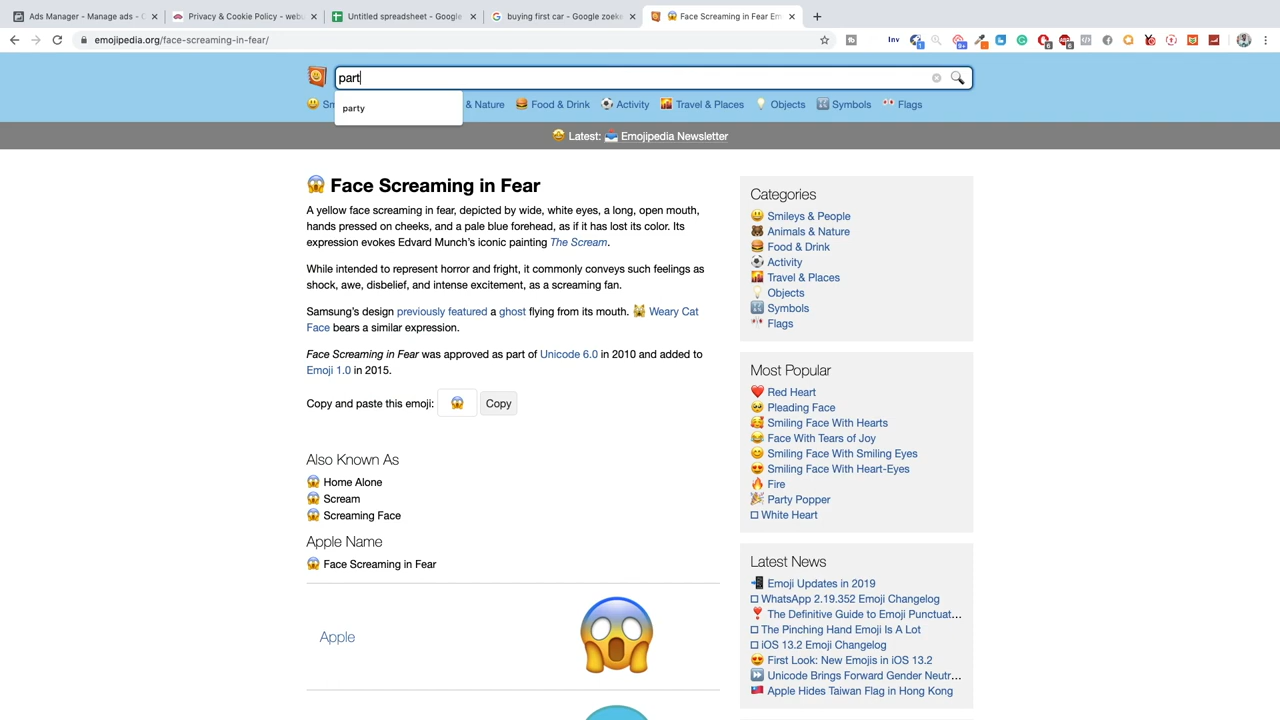 Ads Manager - Manage ads - C
Privacy & Cookie Policy - webu
Untitled spreadsheet - Google
buying first car - Google zoeke
Face Screaming in Fear Em
emojipedia.org/face-screaming-in-fear/
Inv
part
party
Sm
& Nature
Food & Drink
Activity
Travel & Places
Objects
Symbols
Flags
Latest: Emojipedia Newsletter
Face Screaming in Fear
A yellow face screaming in fear, depicted by wide, white eyes, a long, open mouth,
hands pressed on cheeks, and a pale blue forehead, as if it has lost its color. Its
expression evokes Edvard Munch's iconic painting The Scream.
While intended to represent horror and fright, it commonly conveys such feelings as
shock, awe, disbelief, and intense excitement, as a screaming fan.
Samsung's design previously featured a ghost flying from its mouth. Weary Cat
Face bears a similar expression.
Face Screaming in Fear was approved as part of Unicode 6.0 in 2010 and added to
Emoji 1.0 in 2015.
Copy and paste this emoji:
Copy
Also Known As
Home Alone
Scream
Screaming Face
Apple Name
Face Screaming in Fear
Apple
Categories
Smileys & People
Animals & Nature
Food & Drink
Activity
Travel & Places
Objects
Symbols
Flags
Most Popular
Red Heart
Pleading Face
Smiling Face With Hearts
Face With Tears of Joy
Smiling Face With Smiling Eyes
Smiling Face With Heart-Eyes
Fire
Party Popper
White Heart
Latest News
Emoji Updates in 2019
WhatsApp 2.19.352 Emoji Changelog
The Definitive Guide to Emoji Punctuat...
The Pinching Hand Emoji Is A Lot
iOS 13.2 Emoji Changelog
First Look: New Emojis in iOS 13.2
Unicode Brings Forward Gender Neutr...
Apple Hides Taiwan Flag in Hong Kong